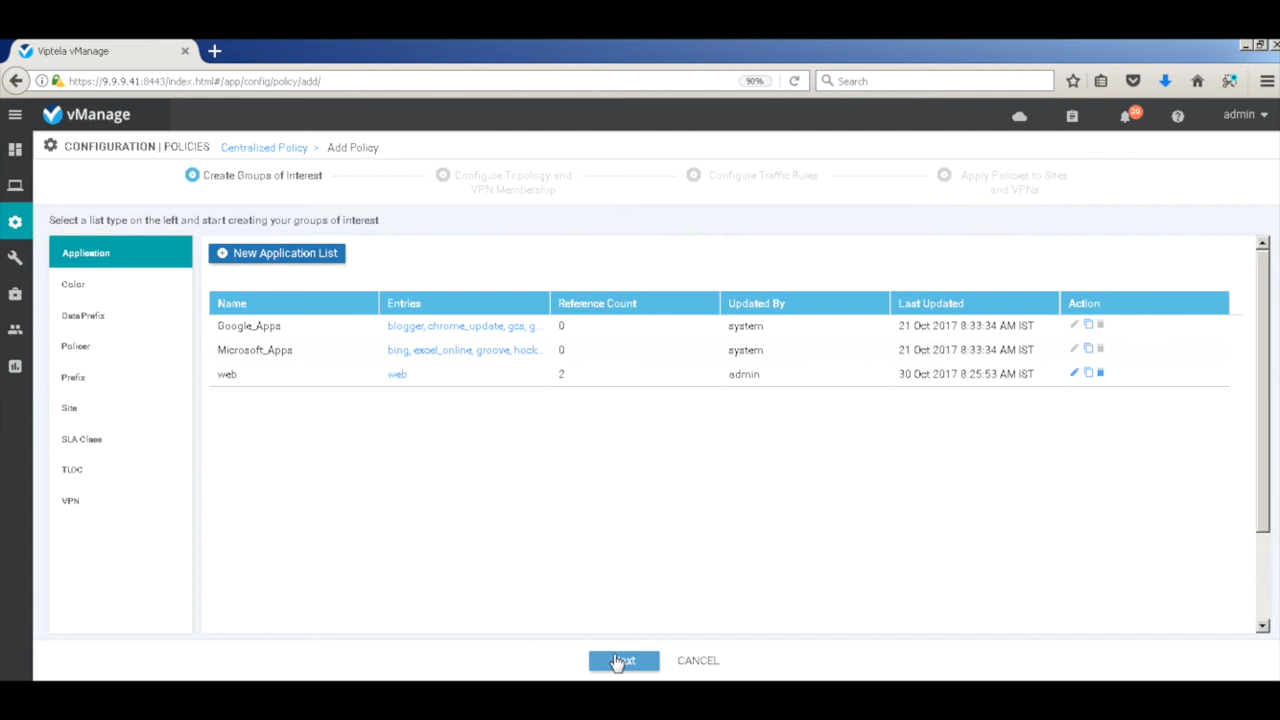 Viptela vManage
https://9.9.9.41:8443/index.html#/app/config/policy/add/
90%
Search
vManage
20
admin
CONFIGURATION | POLICIES Centralized Policy > Add Policy
Create Groups of Interest
Configure Topology and
VPN Membership
Configure Traffic Rules
Apply Policies to Sites
and VPNs
Select a list type on the left and start creating your groups of interest
Application
Color
Data Prefix
Policer
Prefix
Site
SLA Class
TLOC
VPN
New Application List
Name Entries Reference Count Updated By Last Updated Action
Google_Apps blogger, chrome_update, gcs, g... 0 system 21 Oct 2017 8:33:34 AM IST
Microsoft_Apps bing, excel_online, groove, hock... 0 system 21 Oct 2017 8:33:34 AM IST
web web 2 admin 30 Oct 2017 8:25:53 AM IST
Next CANCEL